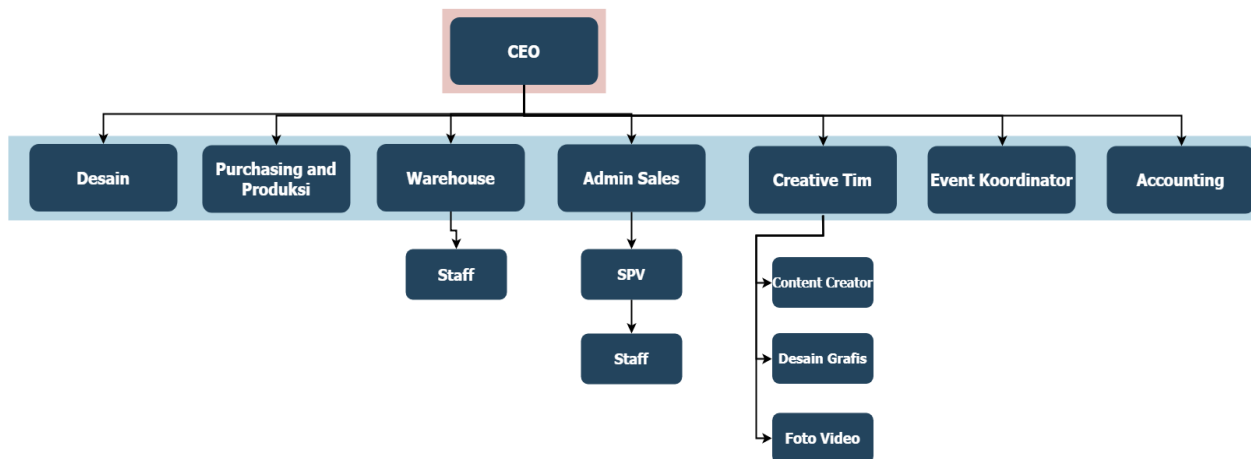 CEO
Desain
Purchasing and
Produksi
Warehouse
Admin Sales
Creative Tim
Event Koordinator
Accounting
Staff
SPV
Content Creator
Staff
Desain Grafis
Foto Video